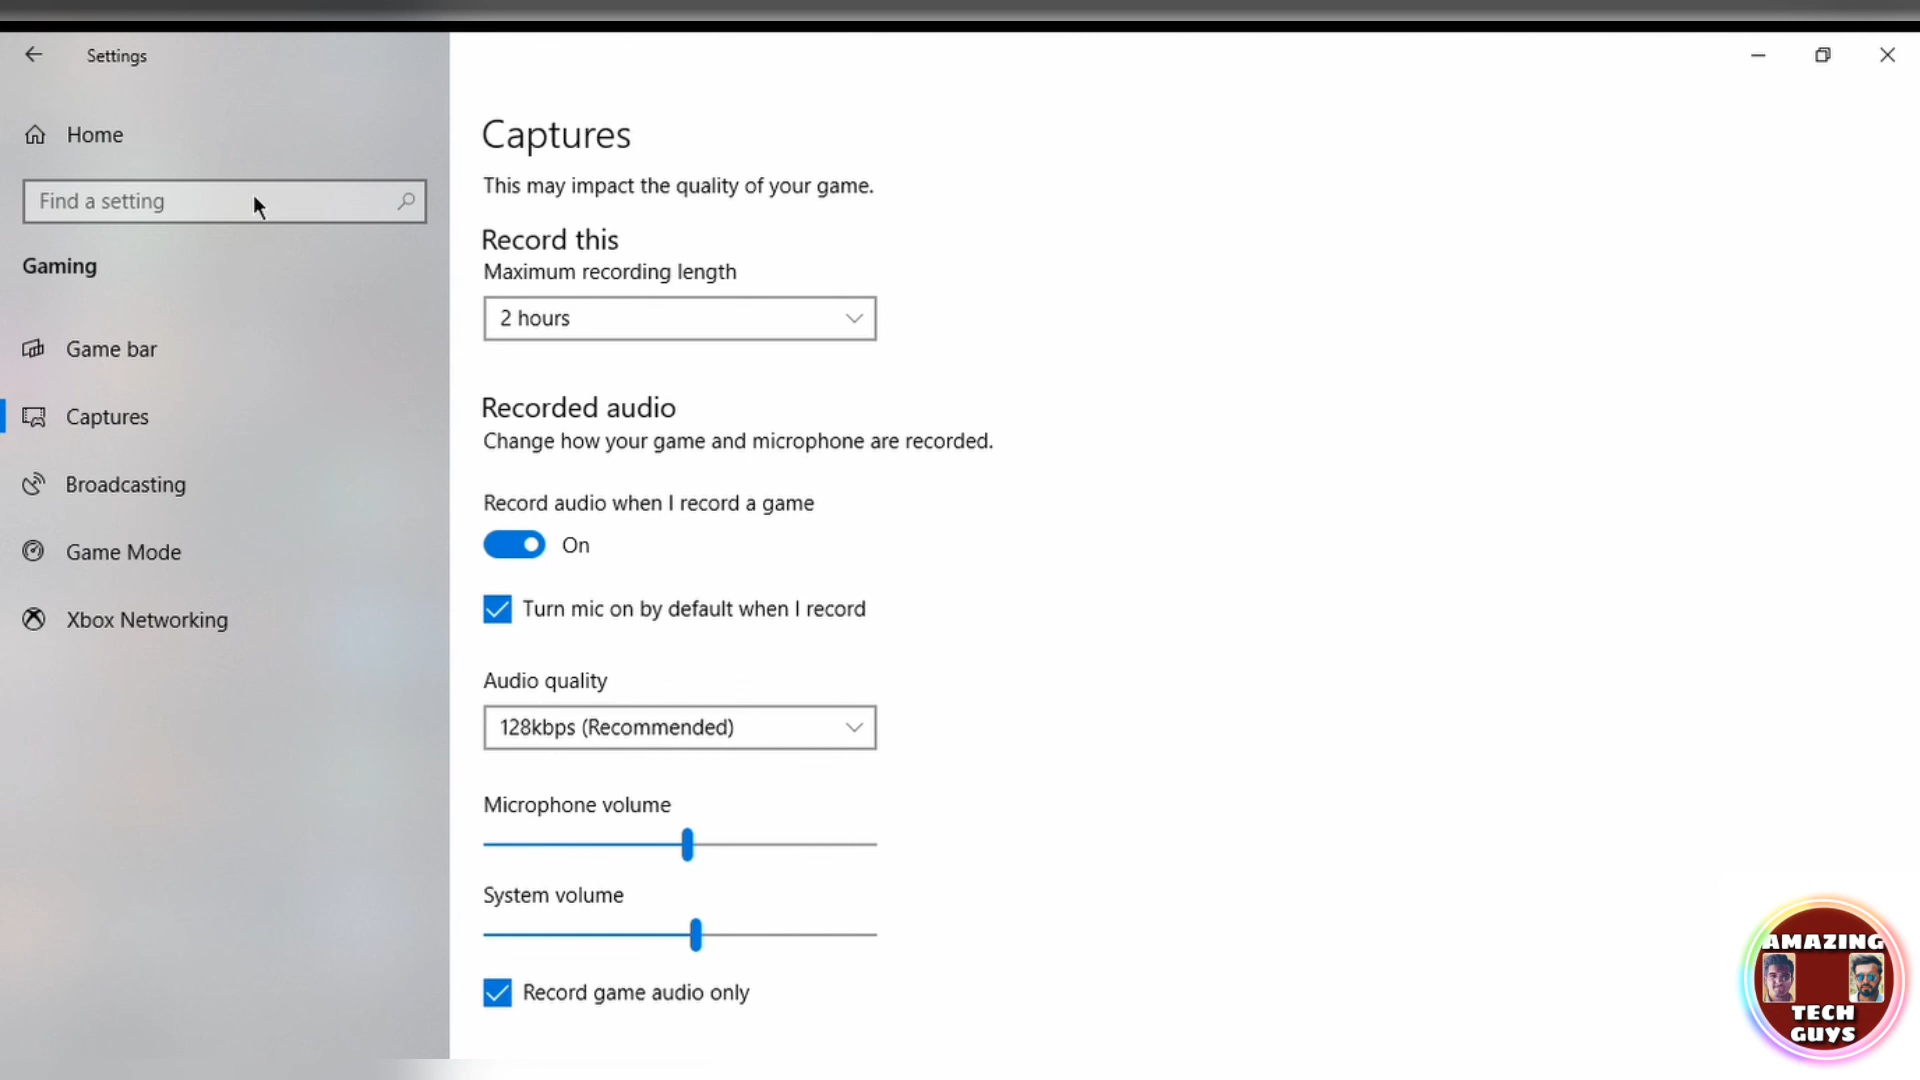 Settings
Home
Find a setting
Gaming
Game bar
Captures
Broadcasting
Game Mode
Xbox Networking
Captures
This may impact the quality of your game.
Record this
Maximum recording length
2 hours
Recorded audio
Change how your game and microphone are recorded.
Record audio when I record a game
On
Turn mic on by default when I record
Audio quality
128kbps (Recommended)
Microphone volume
System volume
Record game audio only
AMAZING
TECH
GUYS